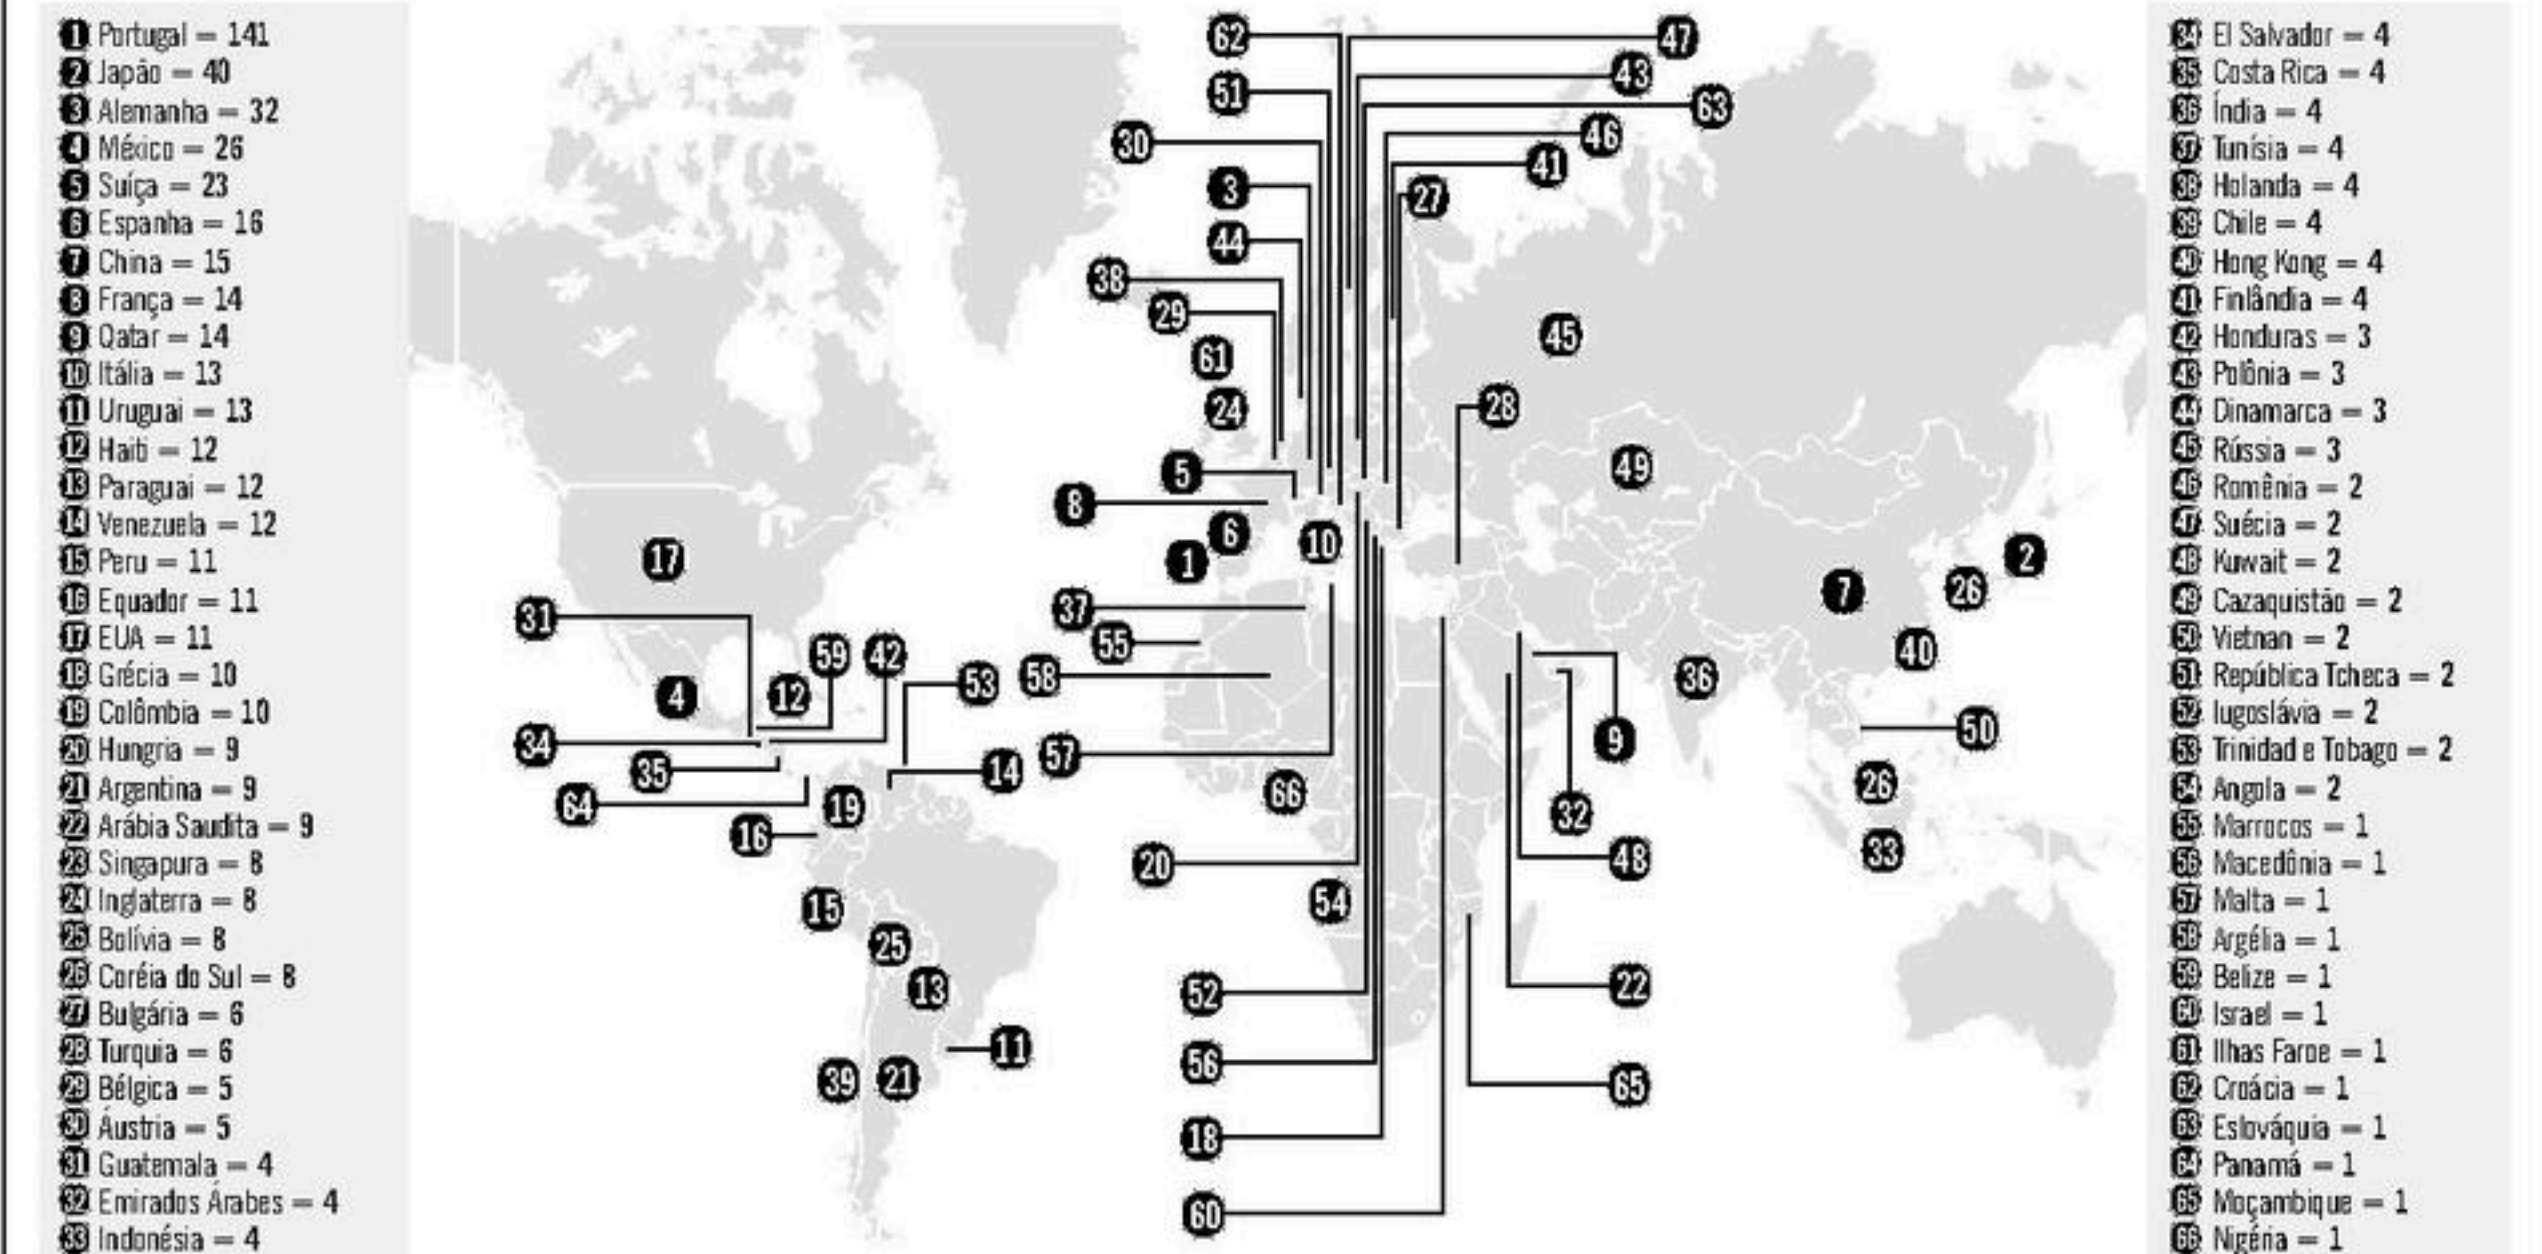 1 Portugal = 141
2 Japão = 40
3 Alemanha = 32
4 México = 26
5 Suíça = 23
6 Espanha = 16
7 China = 15
8 França = 14
9 Qatar = 14
10 Itália = 13
11 Uruguai = 13
12 Haiti = 12
13 Paraguai = 12
14 Venezuela = 12
15 Peru = 11
16 Equador = 11
17 EUA = 11
18 Grécia = 10
19 Colômbia = 10
20 Hungria = 9
21 Argentina = 9
22 Arábia Saudita = 9
23 Singapura = 8
24 Inglaterra = 8
25 Bolívia = 8
26 Coréia do Sul = 8
27 Bulgária = 6
28 Turquia = 6
29 Bélgica = 5
30 Áustria = 5
31 Guatemala = 4
32 Emirados Árabes = 4
33 Indonésia = 4
62
47
43
51
63
30
46
41
3
27
44
38
29
61
45
24
28
5
49
8
6
10
1
17
2
7
26
31
37
55
40
59
42
58
36
4
12
53
50
34
9
57
35
14
26
66
64
19
32
16
33
48
20
54
15
25
13
52
22
11
56
39
21
65
18
60
34 El Salvador = 4
35 Costa Rica = 4
36 Índia = 4
37 Tunísia = 4
38 Holanda = 4
39 Chile = 4
40 Hong Kong = 4
41 Finlândia = 4
42 Honduras = 3
43 Polônia = 3
44 Dinamarca = 3
45 Rússia = 3
46 Romênia = 2
47 Suécia = 2
48 Kuwait = 2
49 Cazaquistão = 2
50 Vietnan = 2
51 República Tcheca = 2
52 Iugoslávia = 2
53 Trinidad e Tobago = 2
54 Angola = 2
55 Marrocos = 1
56 Macedônia = 1
57 Malta = 1
58 Argélia = 1
59 Belize = 1
60 Israel = 1
61 Ilhas Faroe = 1
62 Croácia = 1
63 Eslováquia = 1
64 Panamá = 1
65 Moçambique = 1
66 Nigéria = 1